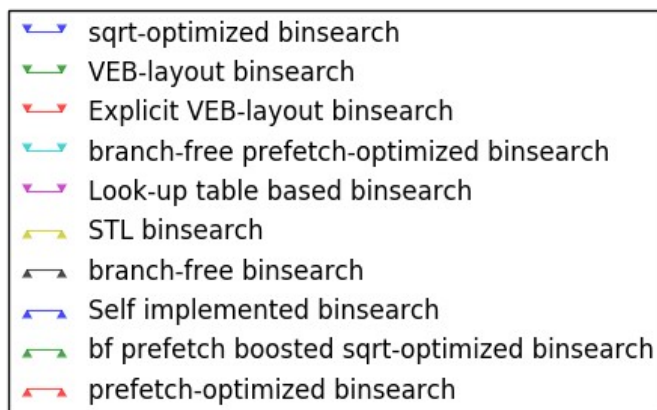 sqrt-optimized binsearch
VEB-layout binsearch
Explicit VEB-layout binsearch
branch-free prefetch-optimized binsearch
Look-up table based binsearch
STL binsearch
branch-free binsearch
Self implemented binsearch
bf prefetch boosted sqrt-optimized binsearch
prefetch-optimized binsearch